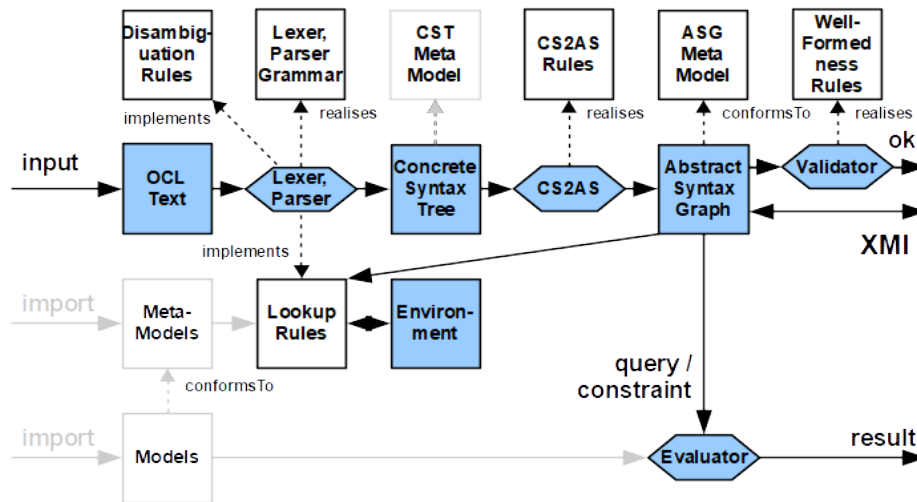 Disambig-
uation
Rules
Lexer,
Parser
Grammar
CST
Meta
Model
CS2AS
Rules
ASG
Meta
Model
Well-
Formed
edness
Rules
implements
realises
realises
conformsTo
realises
input
OCL
Text
Lexer,
Parser
Concrete
Syntax
Tree
CS2AS
Abstract
Syntax
Graph
Validator
ok
XMI
implements
import
Meta-
Models
Lookup
Rules
Environ-
ment
conformsTo
query /
constraint
import
Models
Evaluator
result